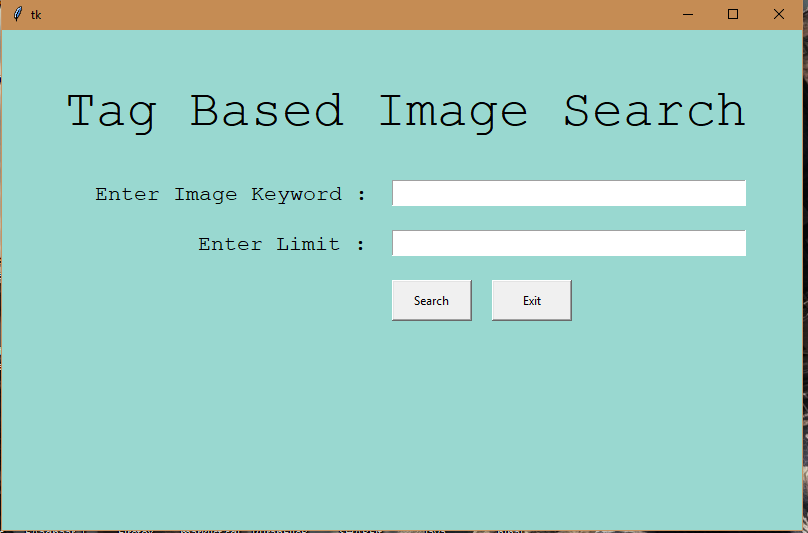 tk
Tag Based Image Search
Enter Image Keyword :
Enter Limit :
Search Exit